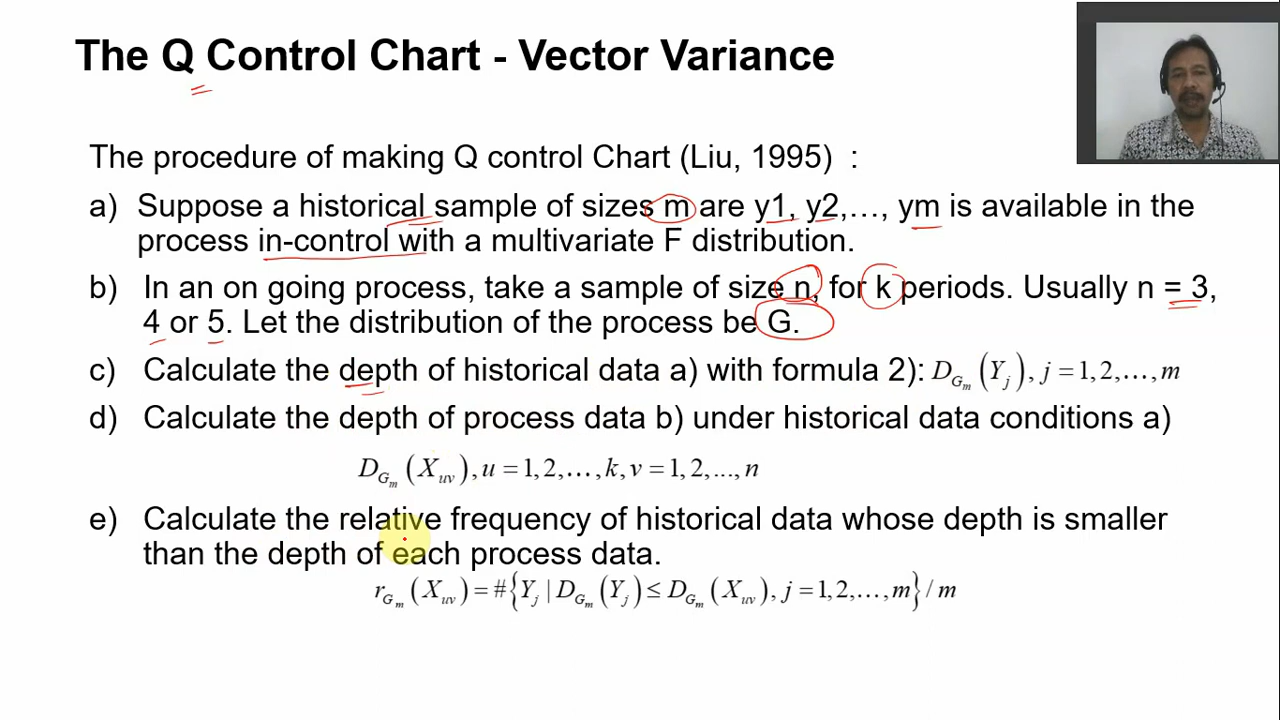 The Q Control Chart - Vector Variance
The procedure of making Q control Chart (Liu, 1995)  :
a) Suppose a historical sample of sizes m are y1, y2,…, ym is available in the
process in-control with a multivariate F distribution.
b) In an on going process, take a sample of size n, for k periods. Usually n = 3,
4 or 5. Let the distribution of the process be G.
c) Calculate the depth of historical data a) with formula 2): D_{G_m}(Y_j), j = 1, 2, …, m
d) Calculate the depth of process data b) under historical data conditions a)
D_{G_m}(X_{uv}), u = 1, 2, …, k, v = 1, 2, ..., n
e) Calculate the relative frequency of historical data whose depth is smaller
than the depth of each process data.
r_{G_m}(X_{uv}) = #{Y_j | D_{G_m}(Y_j) ≤ D_{G_m}(X_{uv}), j = 1, 2, …, m} / m